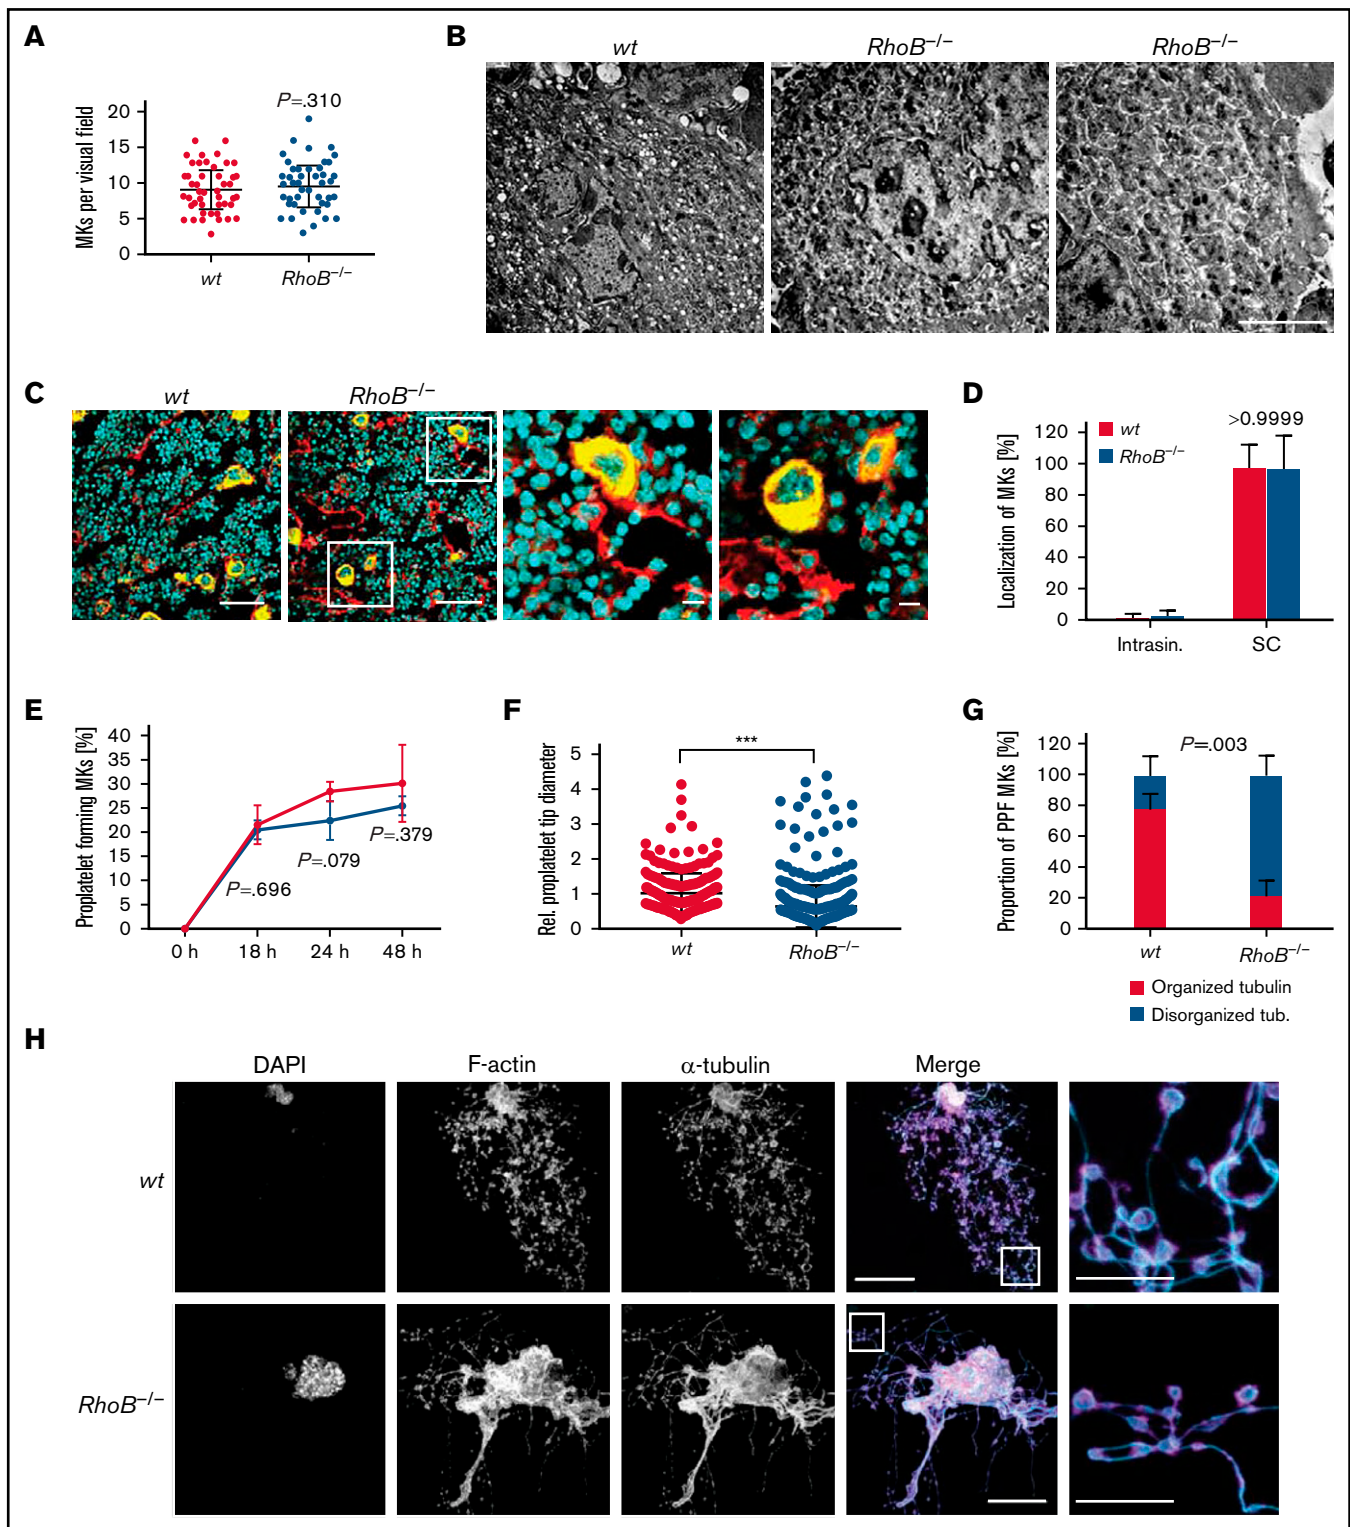 A
P=.310
MKs per visual field
20
15
10
5
0
wt
RhoB–/–
B
wt
RhoB–/–
RhoB–/–
C
wt
RhoB–/–
D
wt
RhoB–/–
>0.9999
Localization of MKs [%]
120
100
80
60
40
20
0
Intrasin.
SC
E
Proplatelet forming MKs [%]
40
35
30
25
20
15
10
5
0
P=.696
P=.079
P=.379
0 h
18 h
24 h
48 h
F
***
Rel. proplatelet tip diameter
5
4
3
2
1
0
wt
RhoB–/–
G
P=.003
Proportion of PPF MKs [%]
120
100
80
60
40
20
0
wt
RhoB–/–
Organized tubulin
Disorganized tub.
H
DAPI
F-actin
α-tubulin
Merge
wt
RhoB–/–